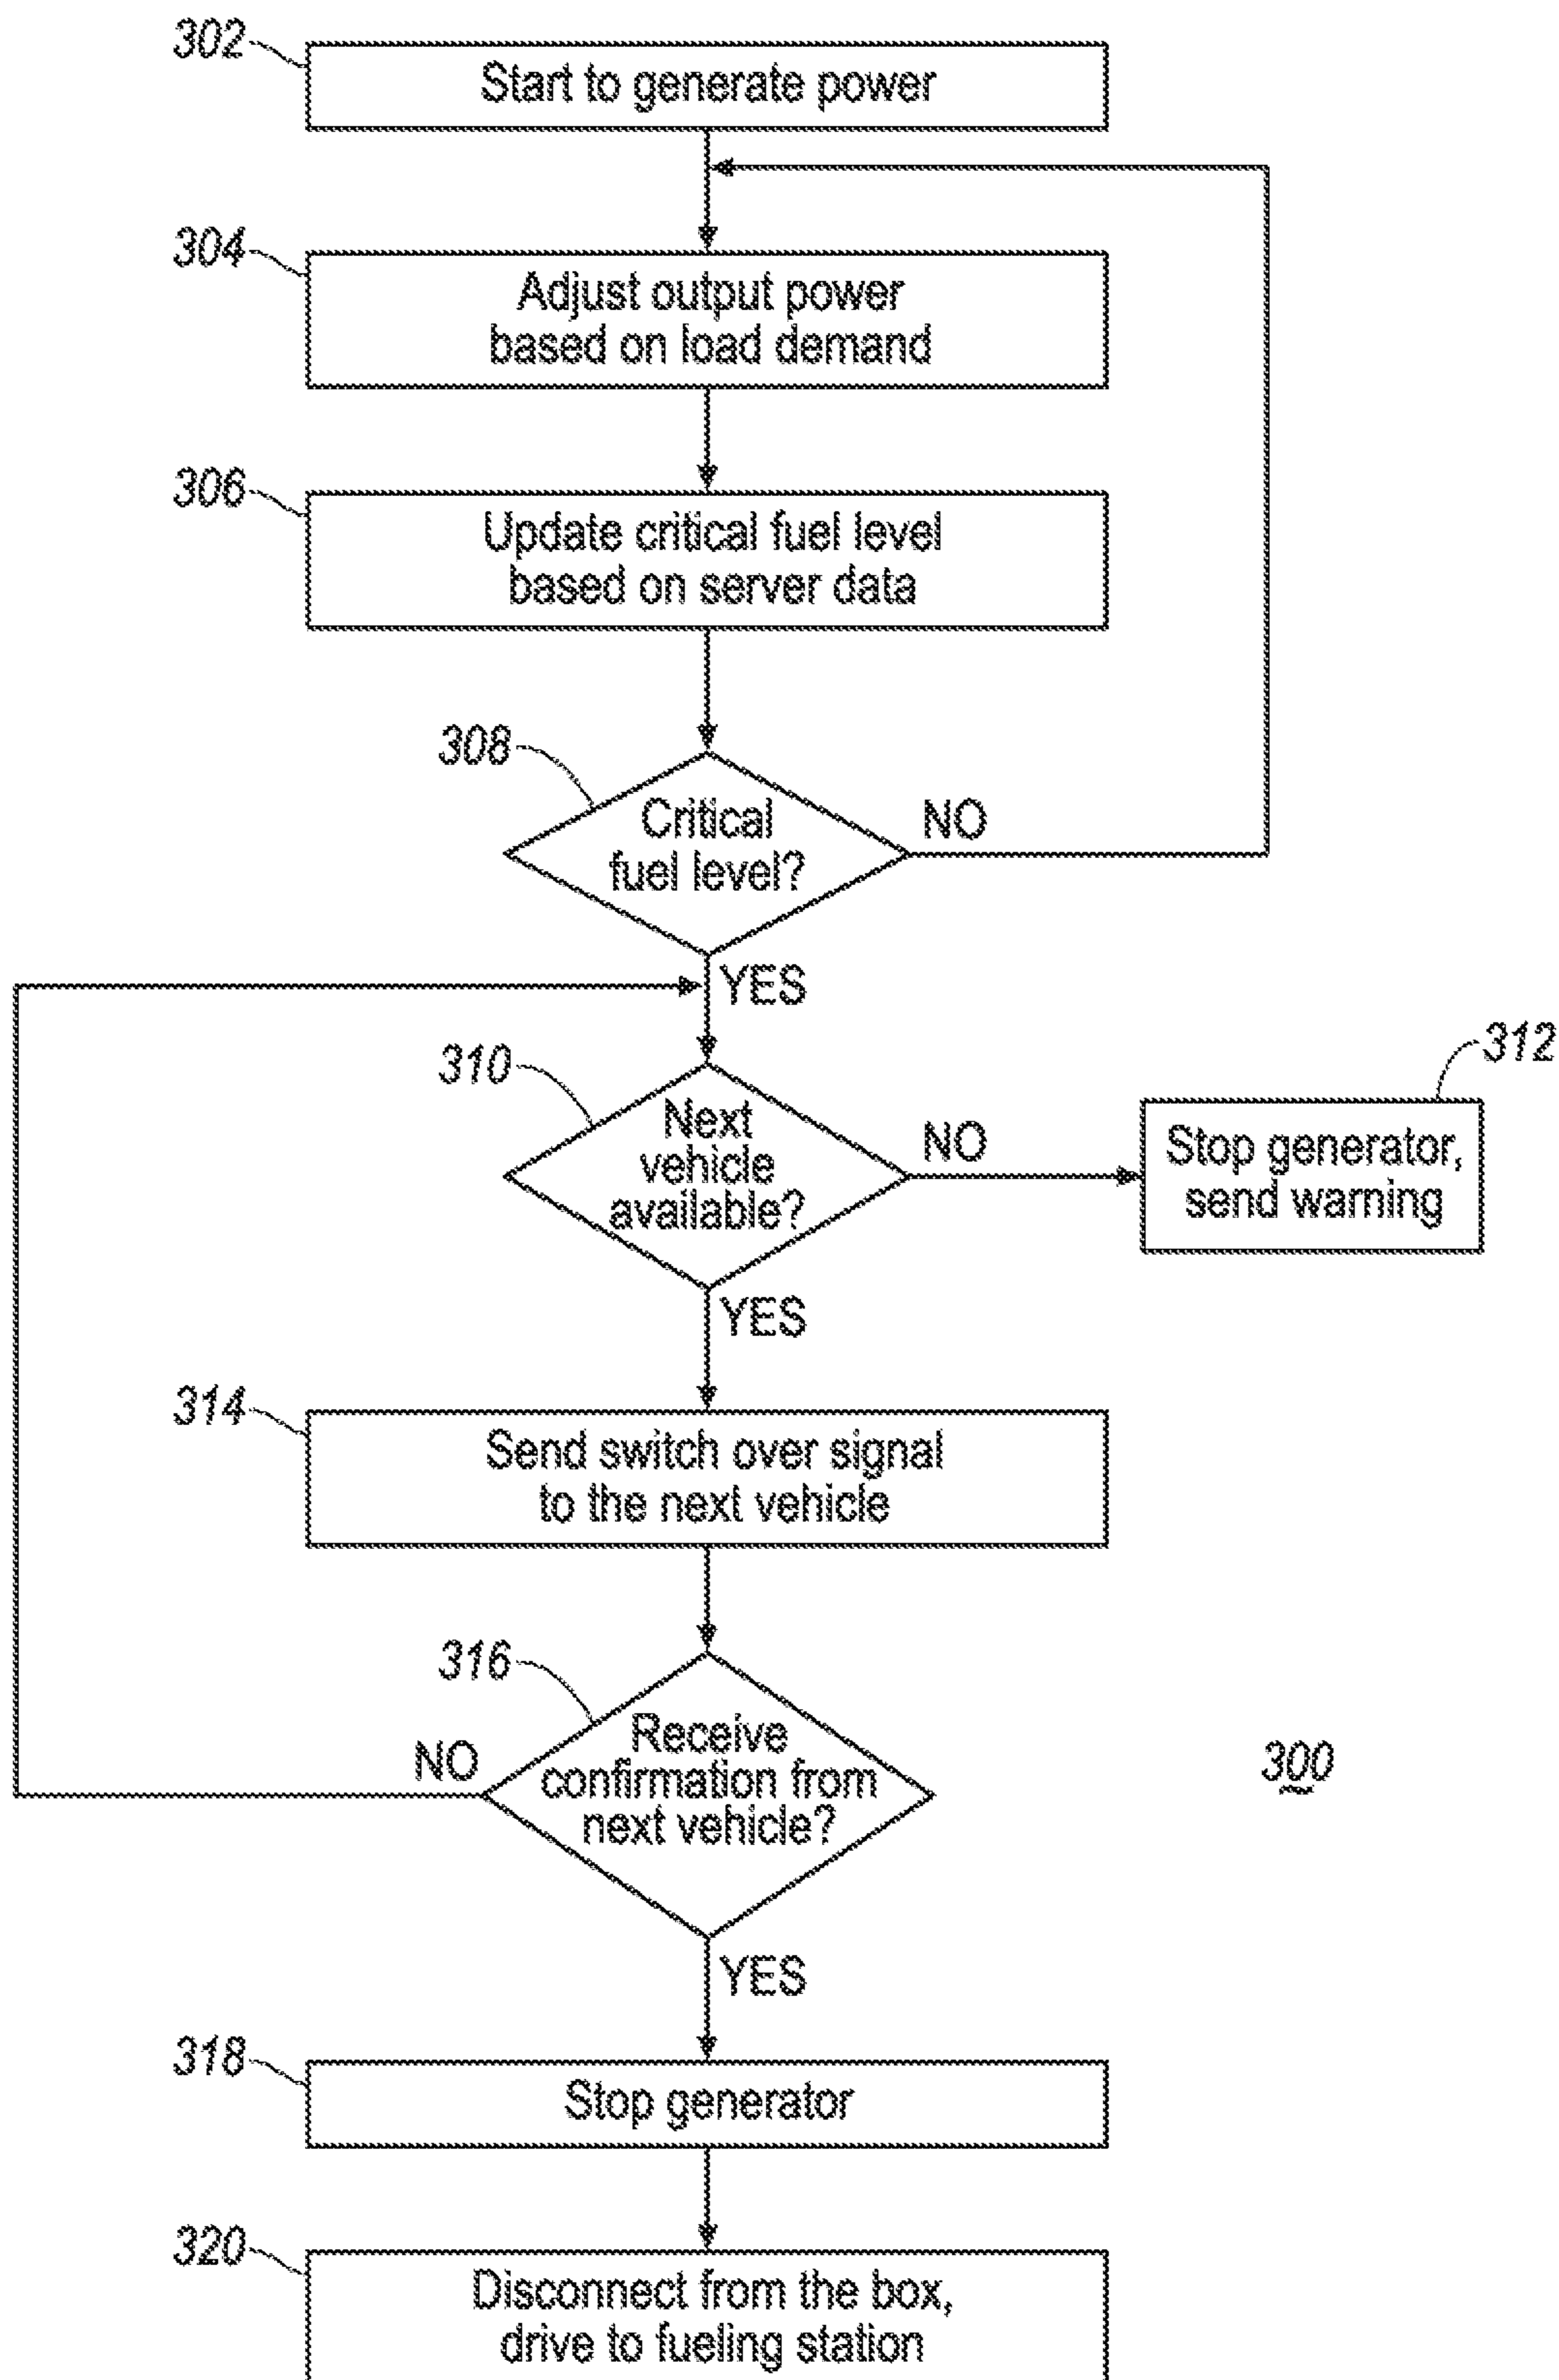 302
Start to generate power
304
Adjust output power
based on load demand
306
Update critical fuel level
based on server data
308
Critical
fuel level?
NO
YES
310
Next
vehicle
available?
NO
312
Stop generator,
send warning
YES
314
Send switch over signal
to the next vehicle
316
Receive
confirmation from
next vehicle?
NO
300
YES
318
Stop generator
320
Disconnect from the box,
drive to fueling station